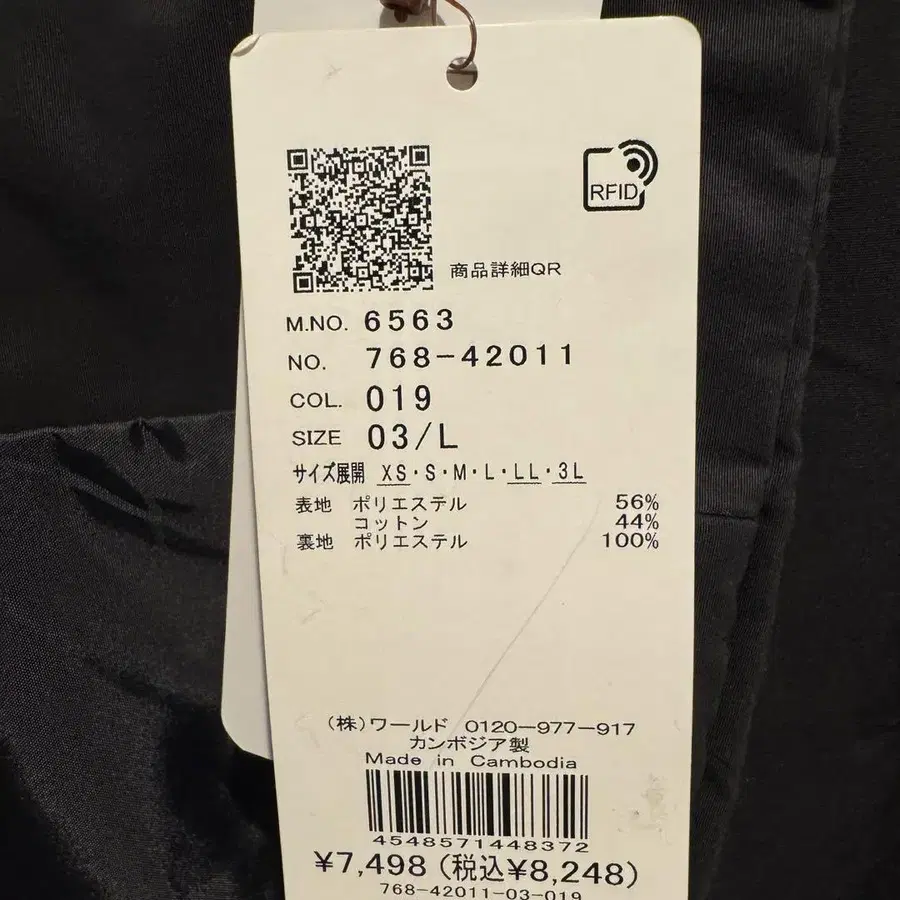 RFID
商品詳細QR
M.NO. 6563
NO. 768-42011
COL. 019
SIZE 03/L
サイズ展開 XS・S・M・L・LL・3L
表地 ポリエステル 56%
コットン 44%
裏地 ポリエステル 100%
(株)ワールド 0120-977-917
カンボジア製
Made in Cambodia
4548571448372
¥7,498 (税込¥8,248)
768-42011-03-019